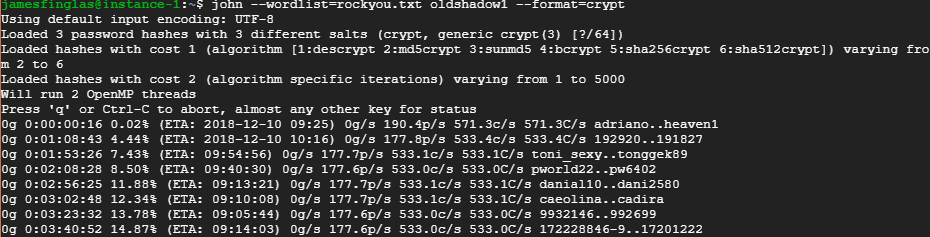 jamesfinglas@instance-1:~$ john --wordlist=rockyou.txt oldshadow1 --format=crypt
Using default input encoding: UTF-8
Loaded 3 password hashes with 3 different salts (crypt, generic crypt(3) [?/64])
Loaded hashes with cost 1 (algorithm [1:descrypt 2:md5crypt 3:sunmd5 4:bcrypt 5:sha256crypt 6:sha512crypt]) varying fro
m 2 to 6
Loaded hashes with cost 2 (algorithm specific iterations) varying from 1 to 5000
Will run 2 OpenMP threads
Press 'q' or Ctrl-C to abort, almost any other key for status
0g 0:00:00:16 0.02% (ETA: 2018-12-10 09:25) 0g/s 190.4p/s 571.3c/s 571.3C/s adriano..heaven1
0g 0:01:08:43 4.44% (ETA: 2018-12-10 10:16) 0g/s 177.8p/s 533.4c/s 533.4C/s 192920..191827
0g 0:01:53:26 7.43% (ETA: 09:54:56) 0g/s 177.7p/s 533.1c/s 533.1C/s toni_sexy..tonggek89
0g 0:02:08:28 8.50% (ETA: 09:40:30) 0g/s 177.6p/s 533.0c/s 533.0C/s pworld22..pw6402
0g 0:02:56:25 11.88% (ETA: 09:13:21) 0g/s 177.7p/s 533.1c/s 533.1C/s danial10..dani2580
0g 0:03:02:48 12.34% (ETA: 09:10:08) 0g/s 177.7p/s 533.1c/s 533.1C/s caeolina..cadira
0g 0:03:23:32 13.78% (ETA: 09:05:44) 0g/s 177.6p/s 533.0c/s 533.0C/s 9932146..992699
0g 0:03:40:52 14.87% (ETA: 09:14:03) 0g/s 177.6p/s 533.0c/s 533.0C/s 172228846-9..17201222